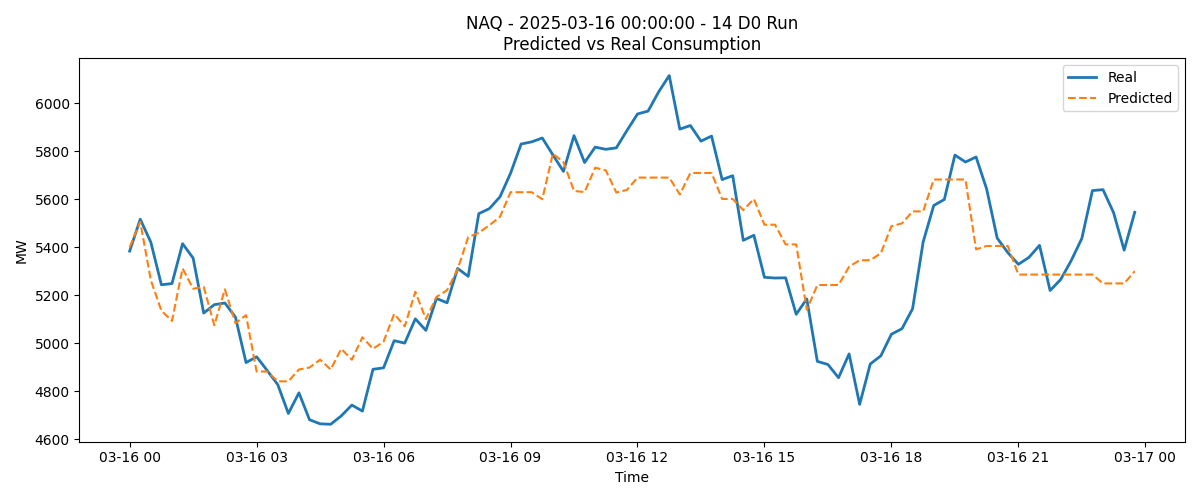 NAQ - 2025-03-16 00:00:00 - 14 D0 Run
Predicted vs Real Consumption
Real
Predicted
MW
6000
5800
5600
5400
5200
5000
4800
4600
03-16 00
03-16 03
03-16 06
03-16 09
03-16 12
03-16 15
03-16 18
03-16 21
03-17 00
Time